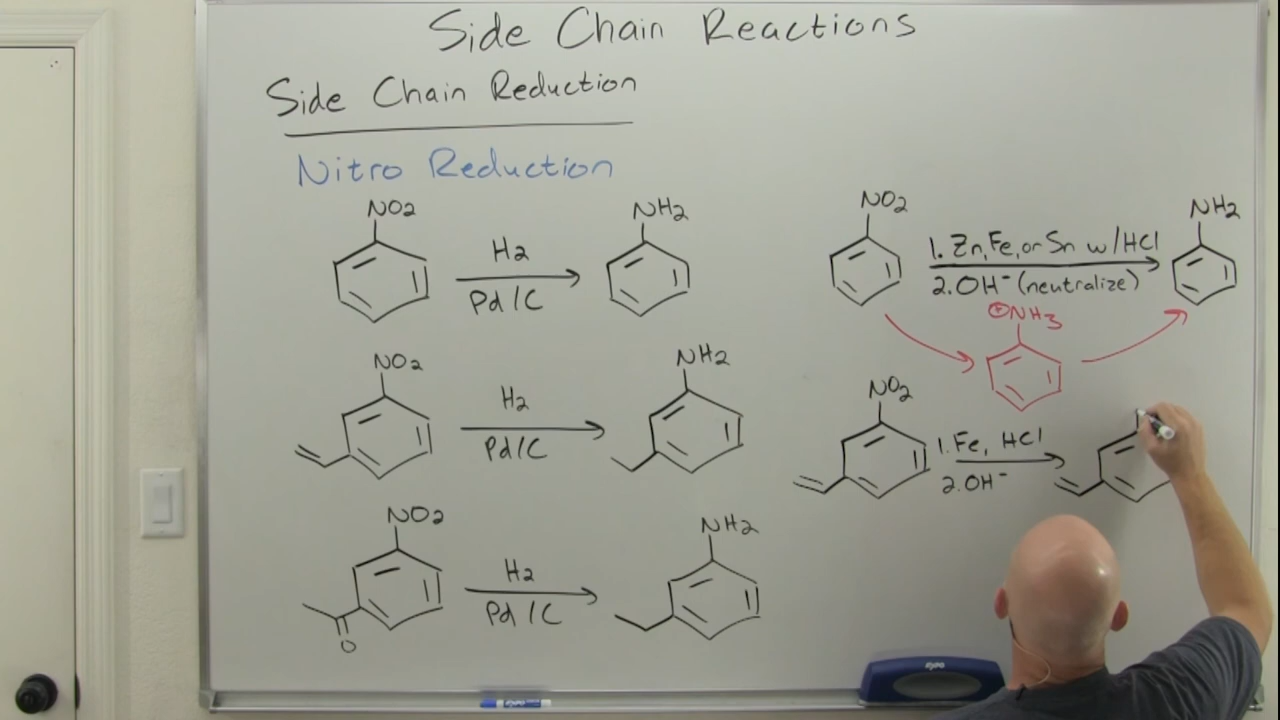 Side Chain Reactions
Side Chain Reduction
Nitro Reduction
NO2
H2
Pd/C
NH2
NO2
H2
Pd/C
NH2
NO2
O
H2
Pd/C
NH2
NO2
1. Zn, Fe, or Sn w/HCl
2. OH⁻ (neutralize)
NH2
⊕NH3
NO2
1. Fe, HCl
2. OH⁻
EXPO
EXPO